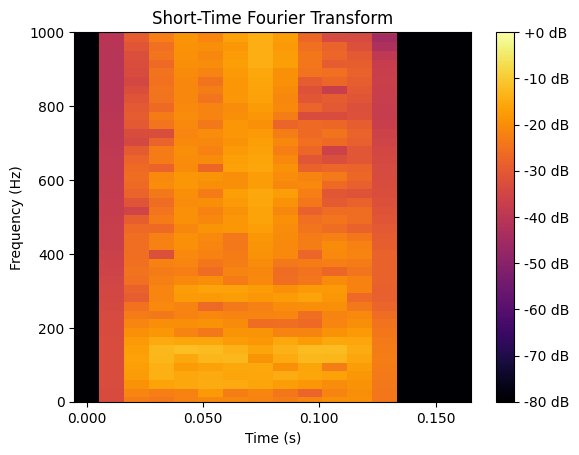 Short-Time Fourier Transform
Frequency (Hz)
1000
800
600
400
200
0
0.000
0.050
0.100
0.150
Time (s)
+0 dB
-10 dB
-20 dB
-30 dB
-40 dB
-50 dB
-60 dB
-70 dB
-80 dB